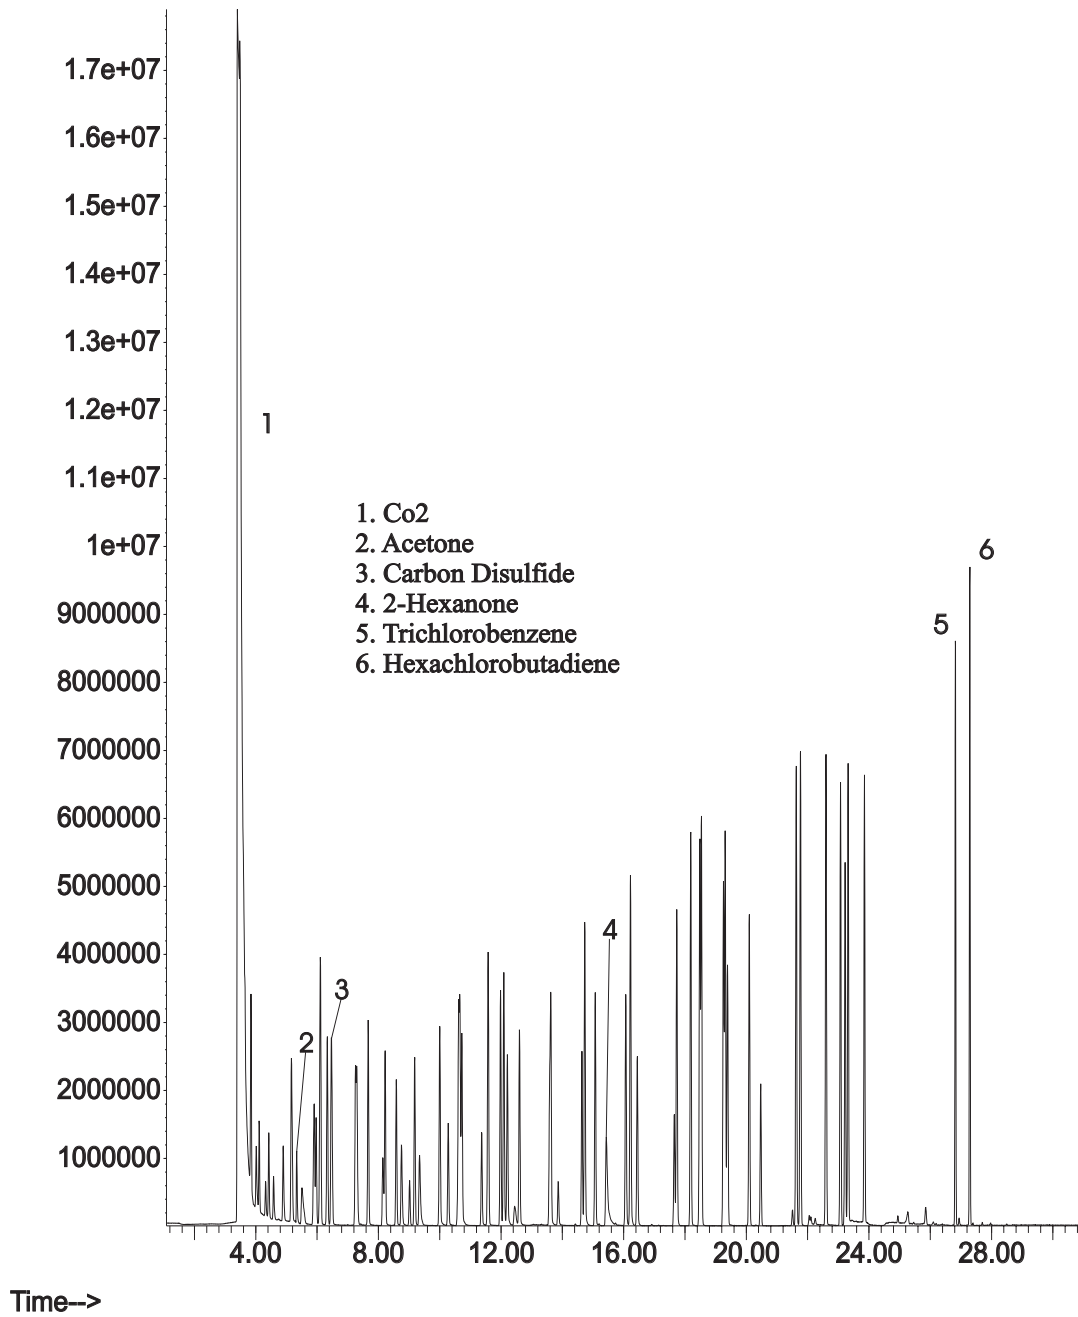 1.7e+07
1.6e+07
1.5e+07
1.4e+07
1.3e+07
1.2e+07
1
1.1e+07
1. Co2
1e+07
2. Acetone
6
3. Carbon Disulfide
4. 2-Hexanone
9000000
5
5. Trichlorobenzene
6. Hexachlorobutadiene
8000000
7000000
6000000
5000000
4
4000000
3
3000000
2
2000000
1000000
4.00 8.00 12.00 16.00 20.00 24.00 28.00
Time-->